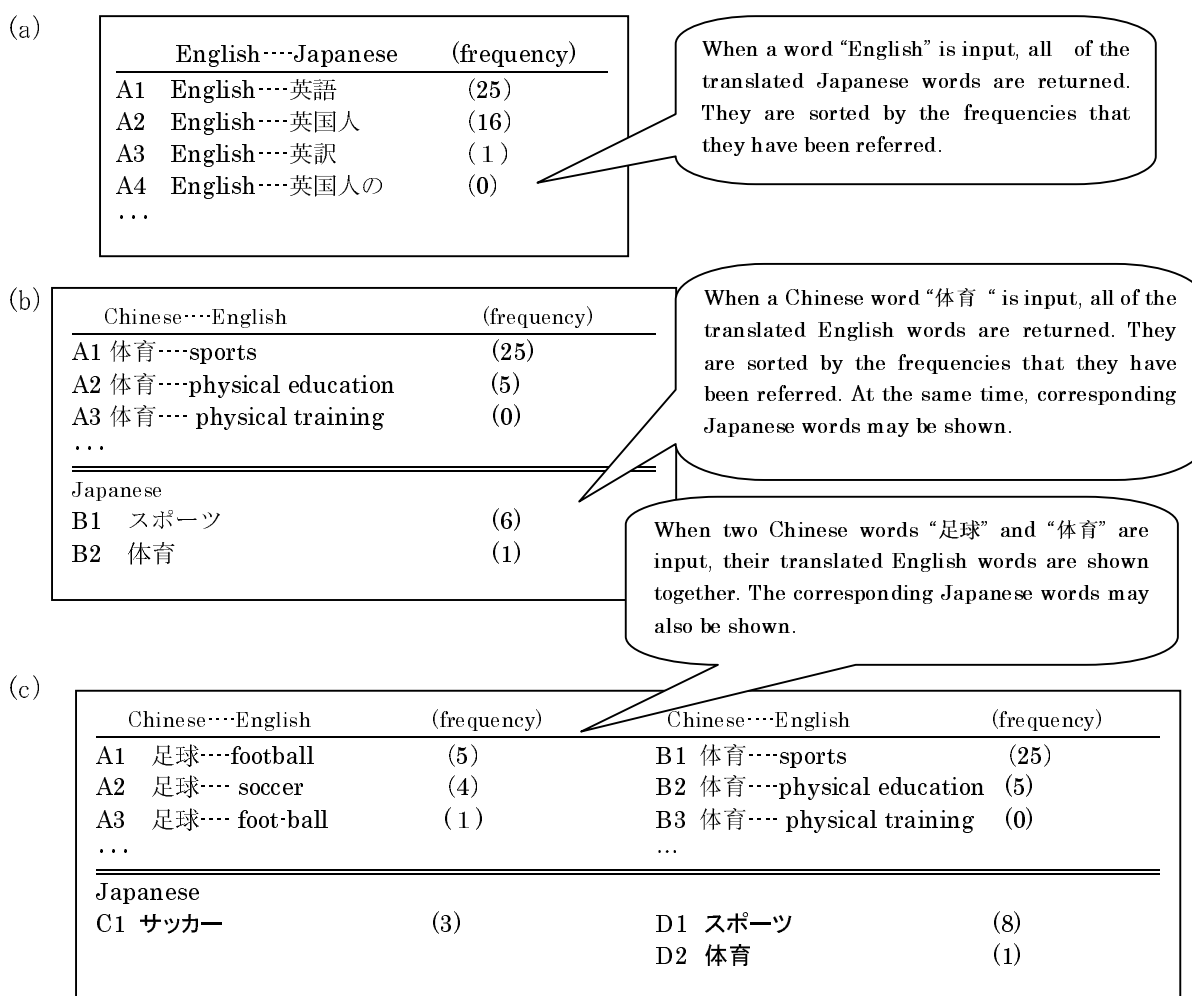 (a)
English‥‥Japanese (frequency)
A1 English‥‥英語 (25)
A2 English‥‥英国人 (16)
A3 English‥‥英訳 (1)
A4 English‥‥英国人の (0)
・・・
When a word “English” is input, all of the
translated Japanese words are returned.
They are sorted by the frequencies that
they have been referred.
(b)
Chinese‥‥English (frequency)
A1 体育‥‥sports (25)
A2 体育‥‥physical education (5)
A3 体育‥‥ physical training (0)
・・・
Japanese
B1 スポーツ (6)
B2 体育 (1)
When a Chinese word “体育 “ is input, all of the
translated English words are returned. They
are sorted by the frequencies that they have
been referred. At the same time, corresponding
Japanese words may be shown.
When two Chinese words “足球” and “体育” are
input, their translated English words are shown
together. The corresponding Japanese words may
also be shown.
(c)
Chinese‥‥English (frequency) Chinese‥‥English (frequency)
A1 足球‥‥football (5) B1 体育‥‥sports (25)
A2 足球‥‥ soccer (4) B2 体育‥‥physical education (5)
A3 足球‥‥ foot-ball (1) B3 体育‥‥ physical training (0)
・・・ …
Japanese
C1 サッカー (3) D1 スポーツ (8)
D2 体育 (1)